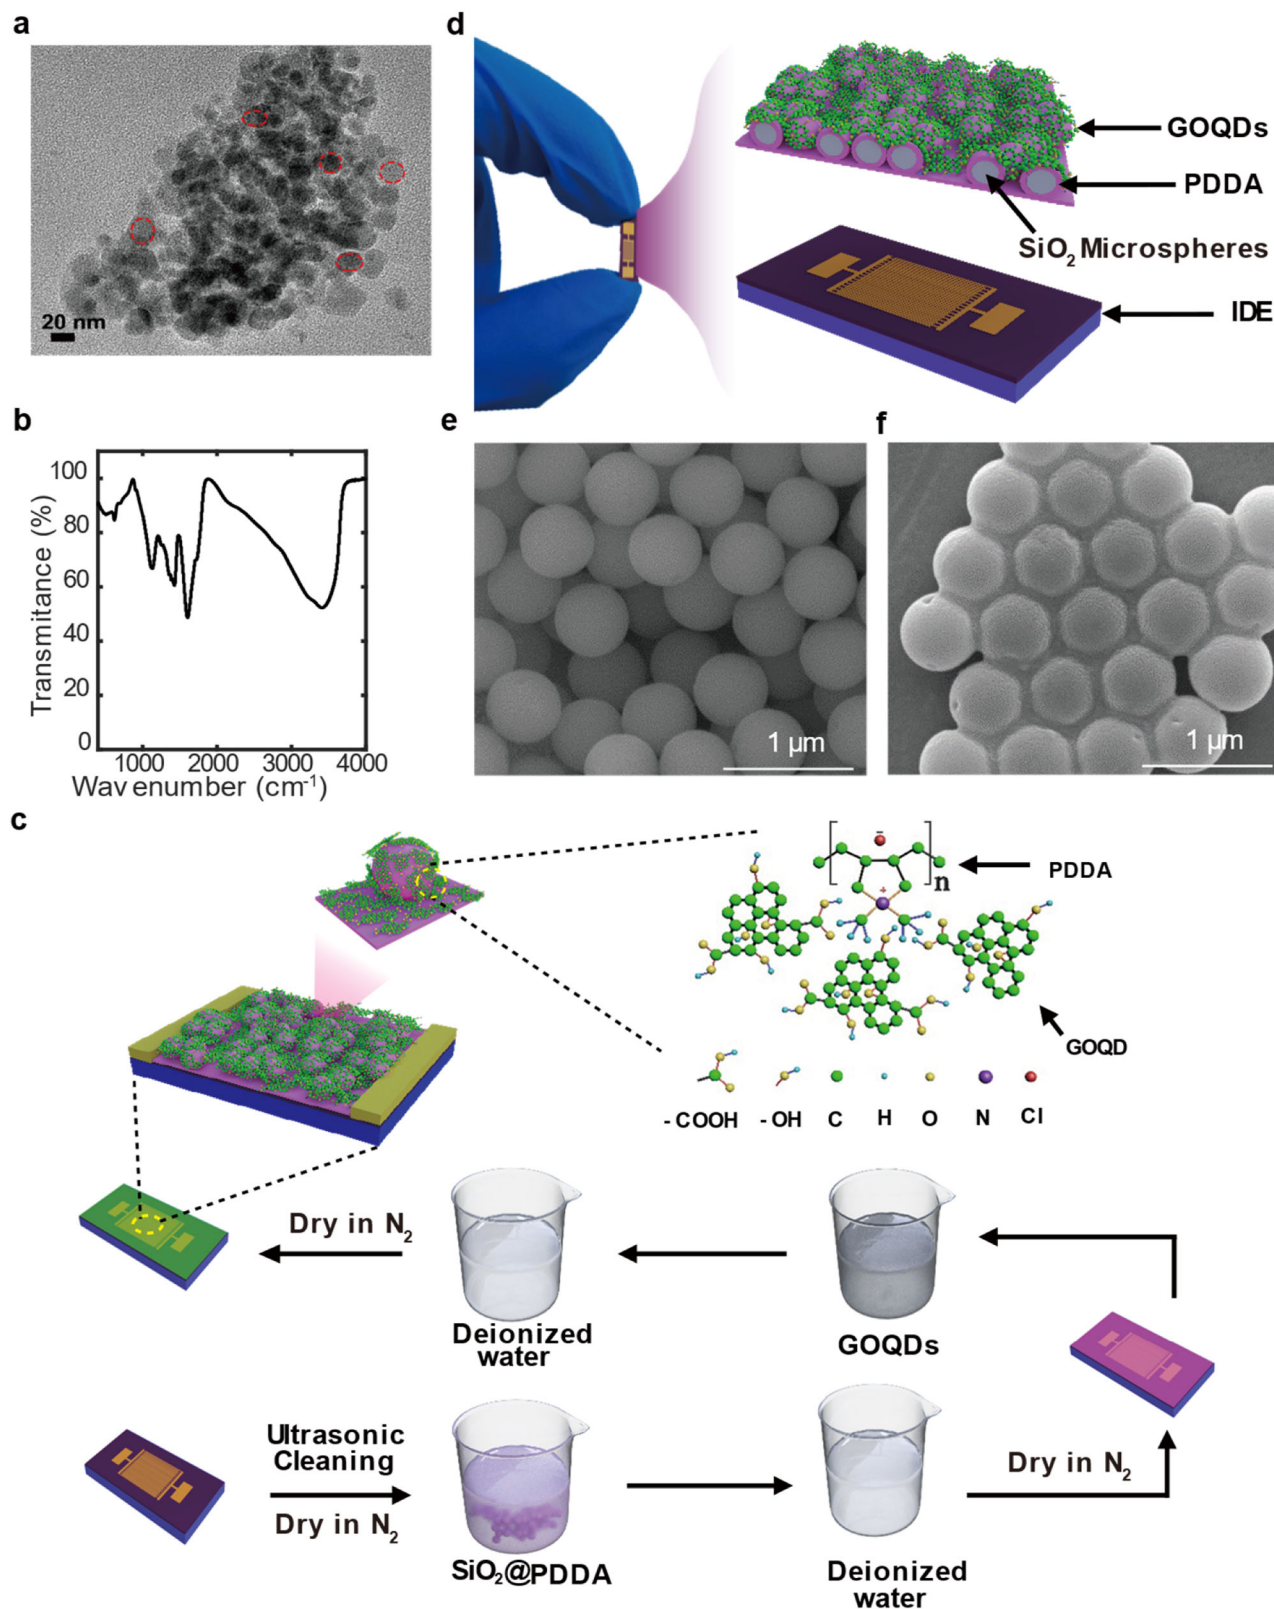 a
20 nm
b
100
80
60
40
20
0
Transmitance (%)
1000 2000 3000 4000
Wavenumber (cm-1)
d
GOQDs
PDDA
SiO2 Microspheres
IDE
e
1 µm
f
1 µm
c
n
PDDA
GOQD
-COOH -OH C H O N Cl
Dry in N2
Deionized
water
GOQDs
Ultrasonic
Cleaning
Dry in N2
SiO2@PDDA
Deionized
water
Dry in N2